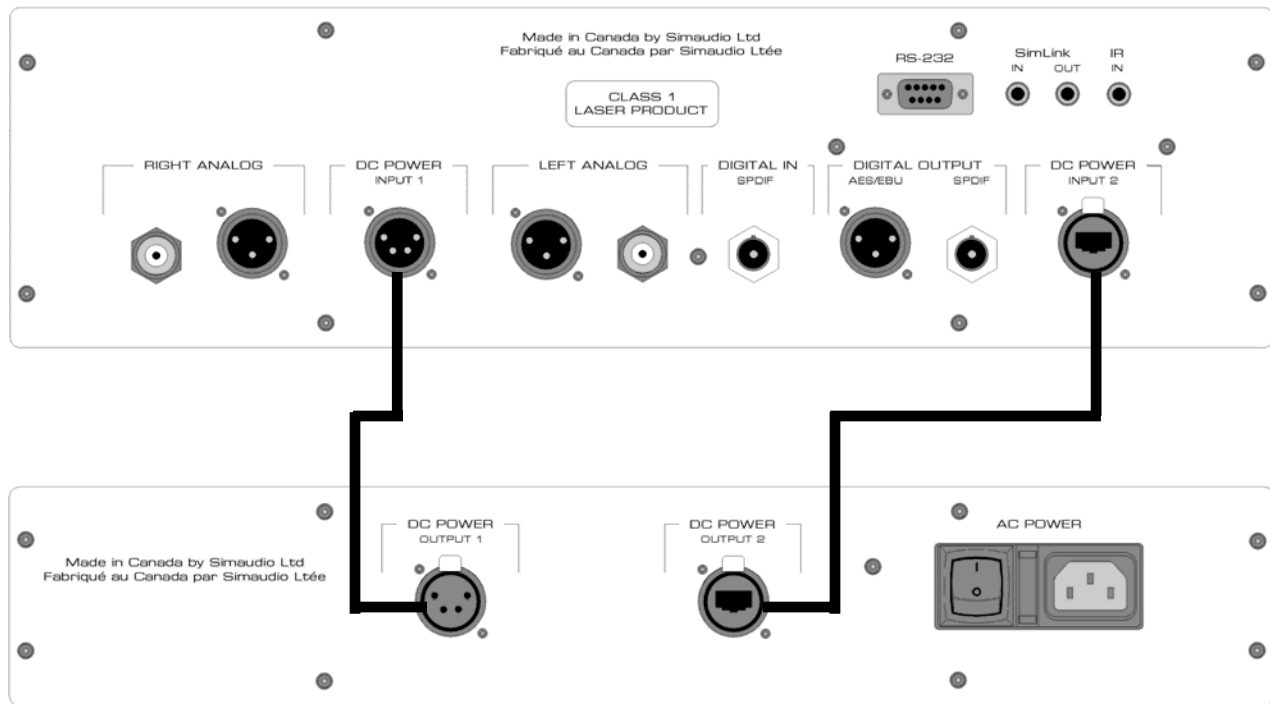 Made in Canada by Simaudio Ltd
Fabriqué au Canada par Simaudio Ltée
CLASS 1
LASER PRODUCT
RS-232
SimLink
IN OUT
IR
IN
RIGHT ANALOG
DC POWER
INPUT 1
LEFT ANALOG
DIGITAL IN
SPDIF
DIGITAL OUTPUT
AES/EBU SPDIF
DC POWER
INPUT 2
Made in Canada by Simaudio Ltd
Fabriqué au Canada par Simaudio Ltée
DC POWER
OUTPUT 1
DC POWER
OUTPUT 2
AC POWER